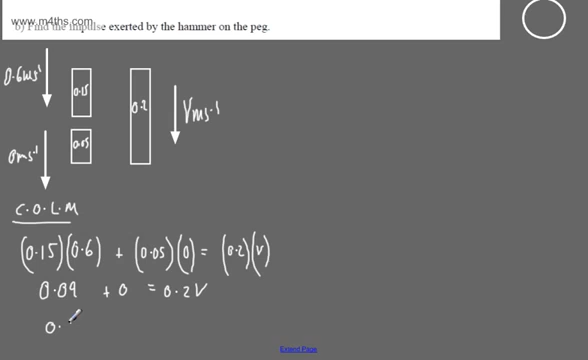 www.m4ths.com
b) Find the impulse exerted by the hammer on the peg.
0.6ms⁻¹
0.15
0.2
Vms⁻¹
0ms⁻¹
0.05
C.O.L.M
(0.15)(0.6) + (0.05)(0) = (0.2)(V)
0.09 + 0 = 0.2V
0.
Extend Page